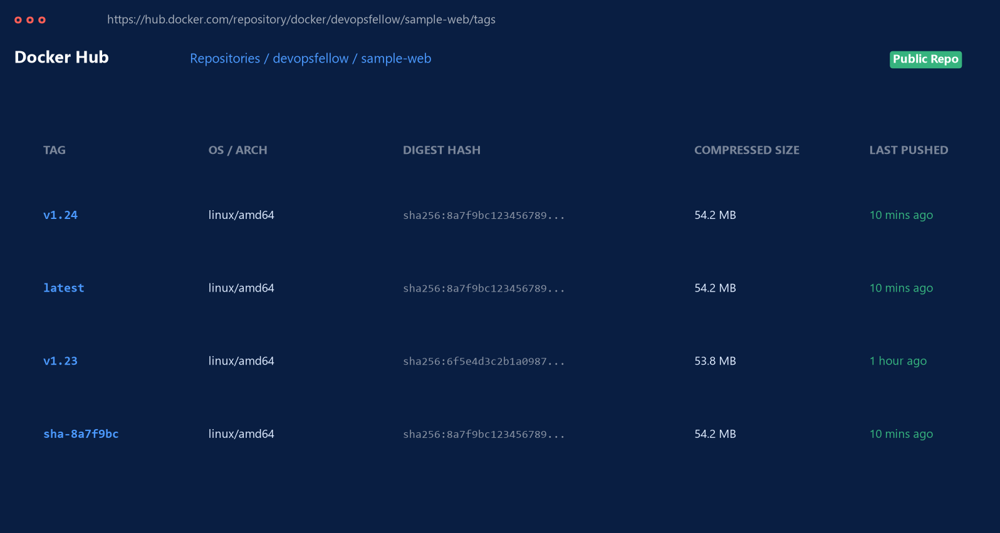 https://hub.docker.com/repository/docker/devopsfellow/sample-web/tags
Docker Hub Repositories / devopsfellow / sample-web Public Repo
TAG OS / ARCH DIGEST HASH COMPRESSED SIZE LAST PUSHED
v1.24 linux/amd64 sha256:8a7f9bc123456789... 54.2 MB 10 mins ago
latest linux/amd64 sha256:8a7f9bc123456789... 54.2 MB 10 mins ago
v1.23 linux/amd64 sha256:6f5e4d3c2b1a0987... 53.8 MB 1 hour ago
sha-8a7f9bc linux/amd64 sha256:8a7f9bc123456789... 54.2 MB 10 mins ago